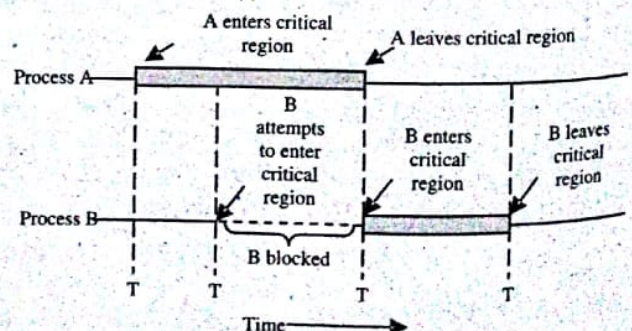 A enters critical
region
A leaves critical region
Process A
B
attempts
to enter
critical
region
B enters
critical
region
B leaves
critical
region
Process B
B blocked
T
T
T
T
Time